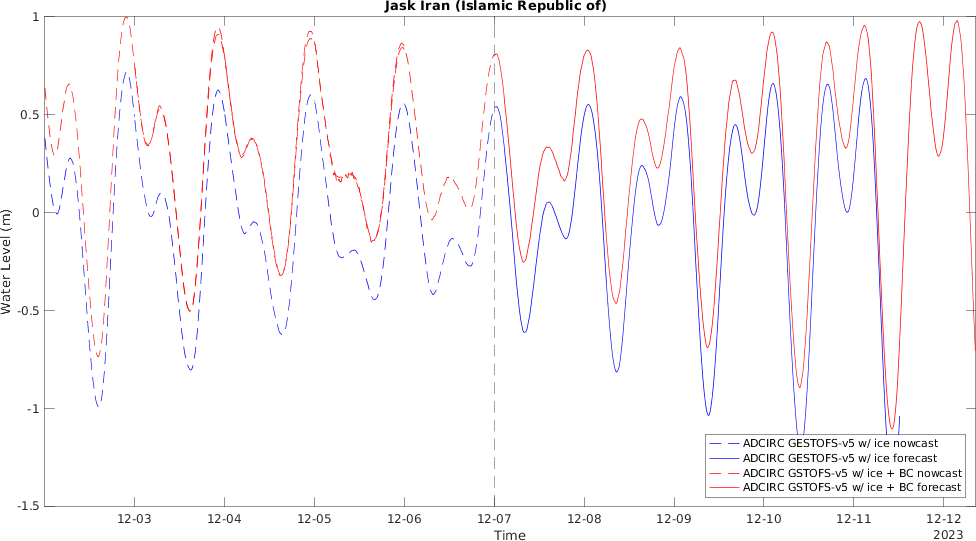 Jask Iran (Islamic Republic of)
1
0.5
0
-0.5
-1
-1.5
Water Level (m)
ADCIRC GESTOFS-v5 w/ ice nowcast
ADCIRC GESTOFS-v5 w/ ice forecast
ADCIRC GSTOFS-v5 w/ ice + BC nowcast
ADCIRC GSTOFS-v5 w/ ice + BC forecast
12-03 12-04 12-05 12-06 12-07 12-08 12-09 12-10 12-11 12-12
Time 2023